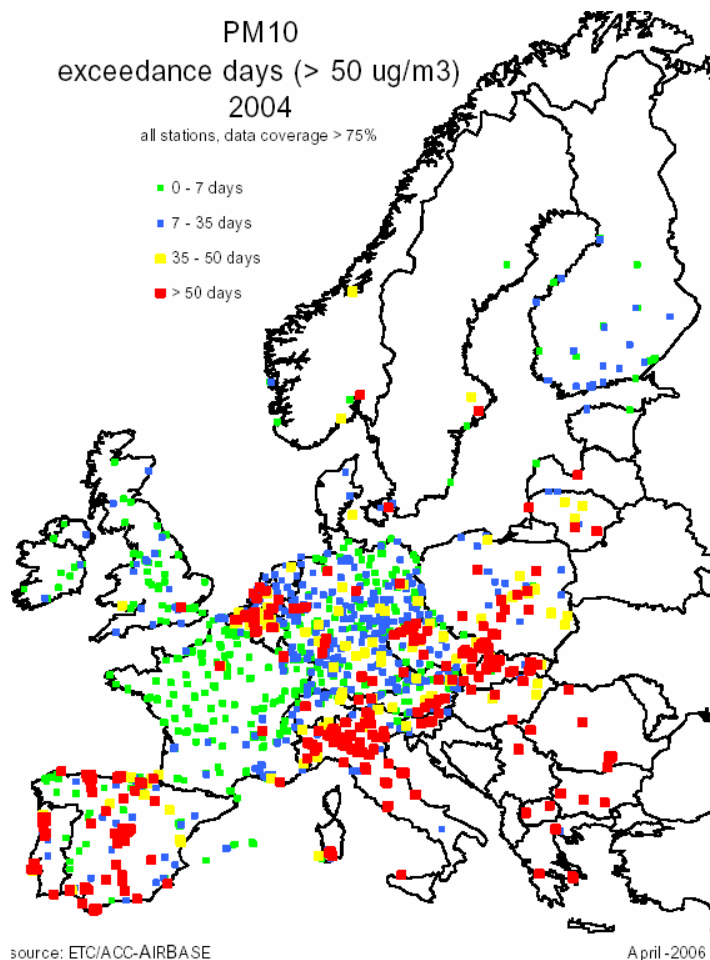 PM10
exceedance days (> 50 ug/m3)
2004
all stations, data coverage > 75%
0 - 7 days
7 - 35 days
35 - 50 days
> 50 days
source: ETC/ACC-AIRBASE
April -2006